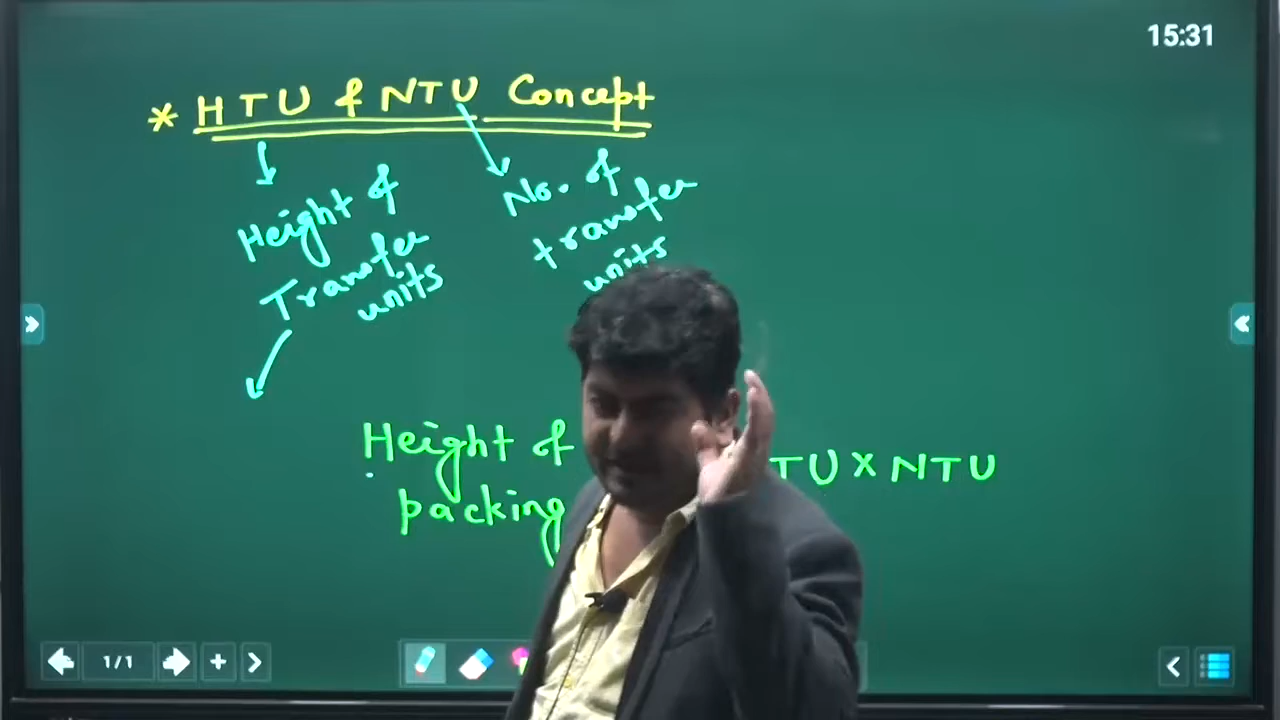 15:31
* HTU & NTU Concept
Height of
Transfer
units
No. of
transfer
units
Height of
packing
TU × NTU
1/1